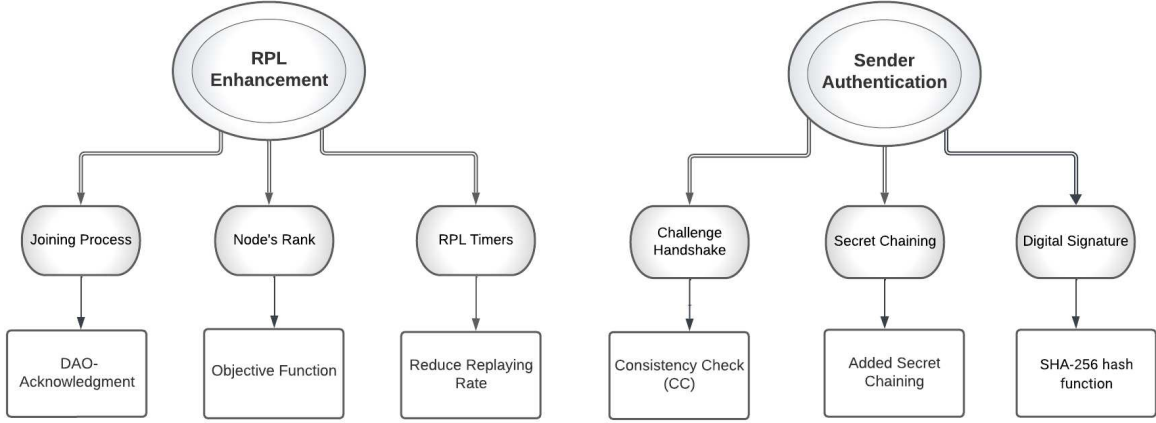 RPL
Enhancement
Sender
Authentication
Joining Process
Node's Rank
RPL Timers
Challenge
Handshake
Secret Chaining
Digital Signature
DAO-
Acknowledgment
Objective Function
Reduce Replaying
Rate
Consistency Check
(CC)
Added Secret
Chaining
SHA-256 hash
function